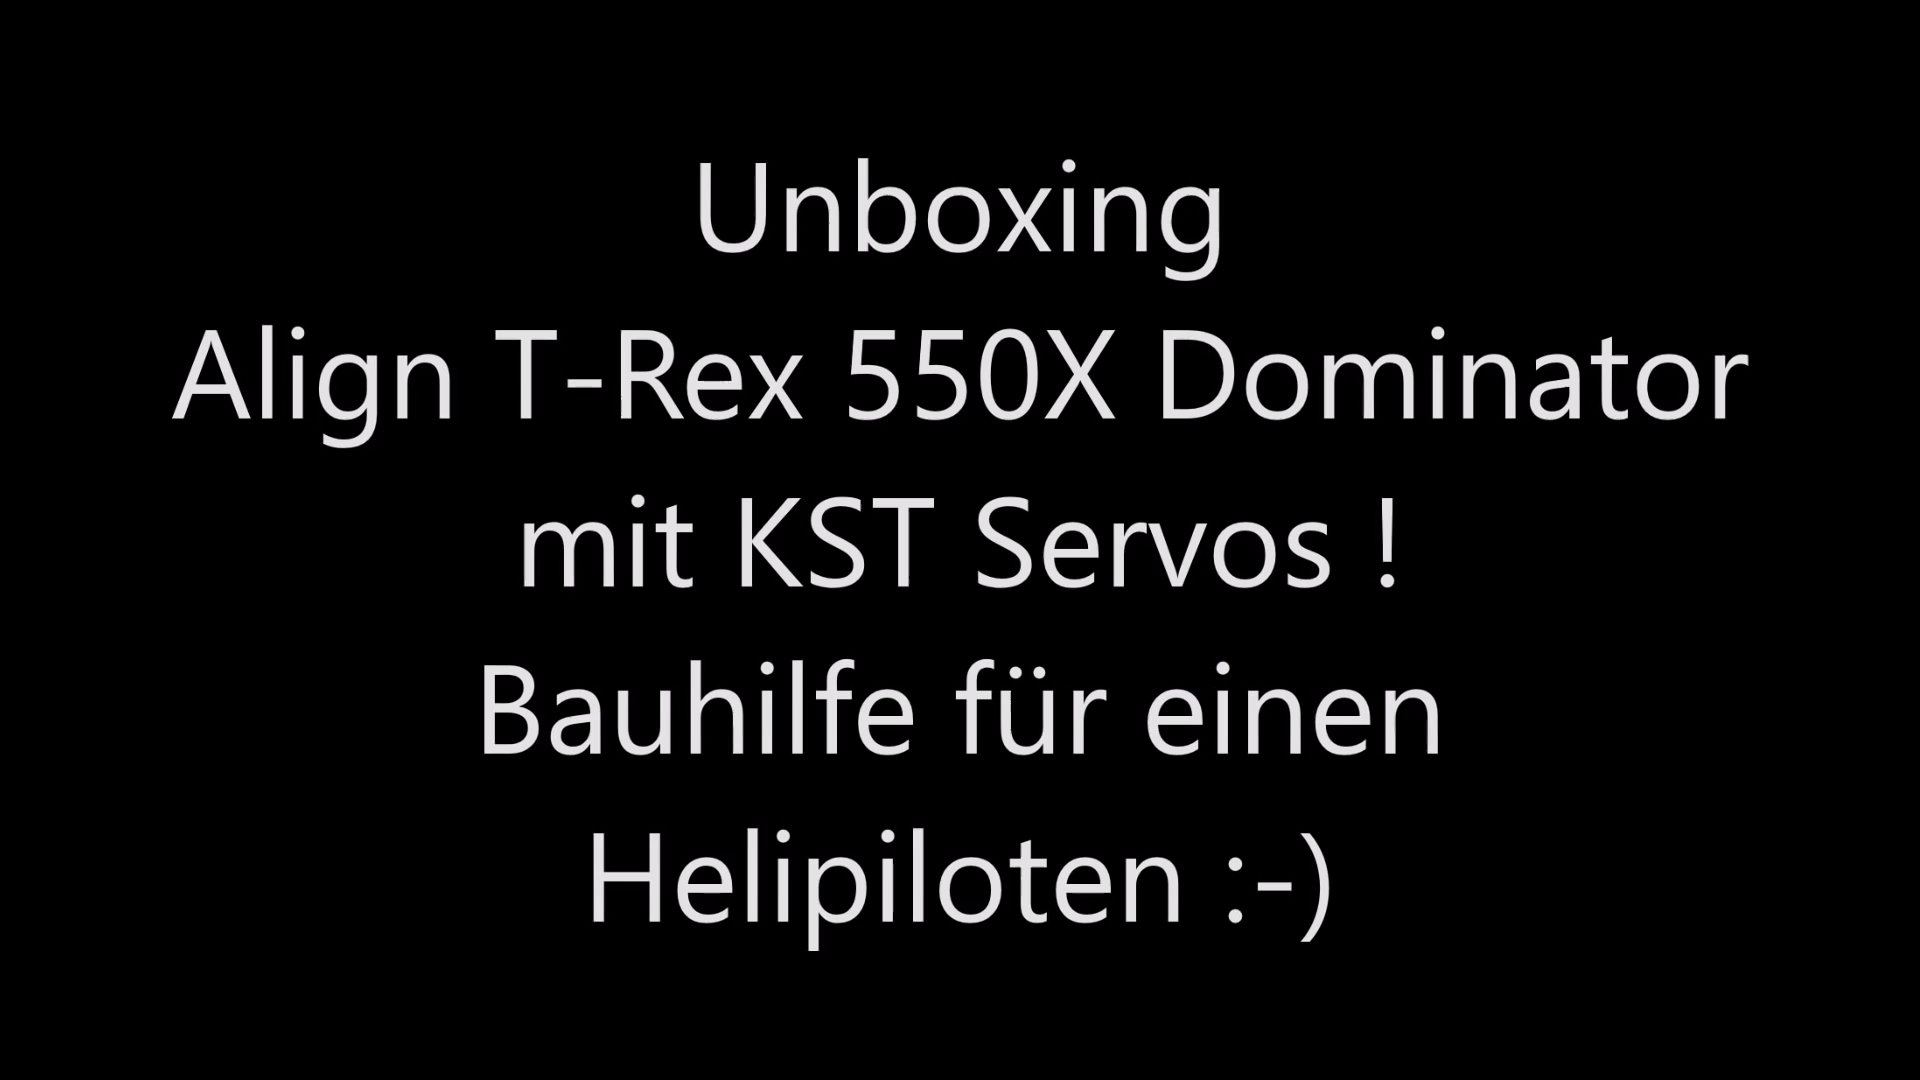 Unboxing
Align T-Rex 550X Dominator
mit KST Servos !
Bauhilfe für einen
Helipiloten :-)